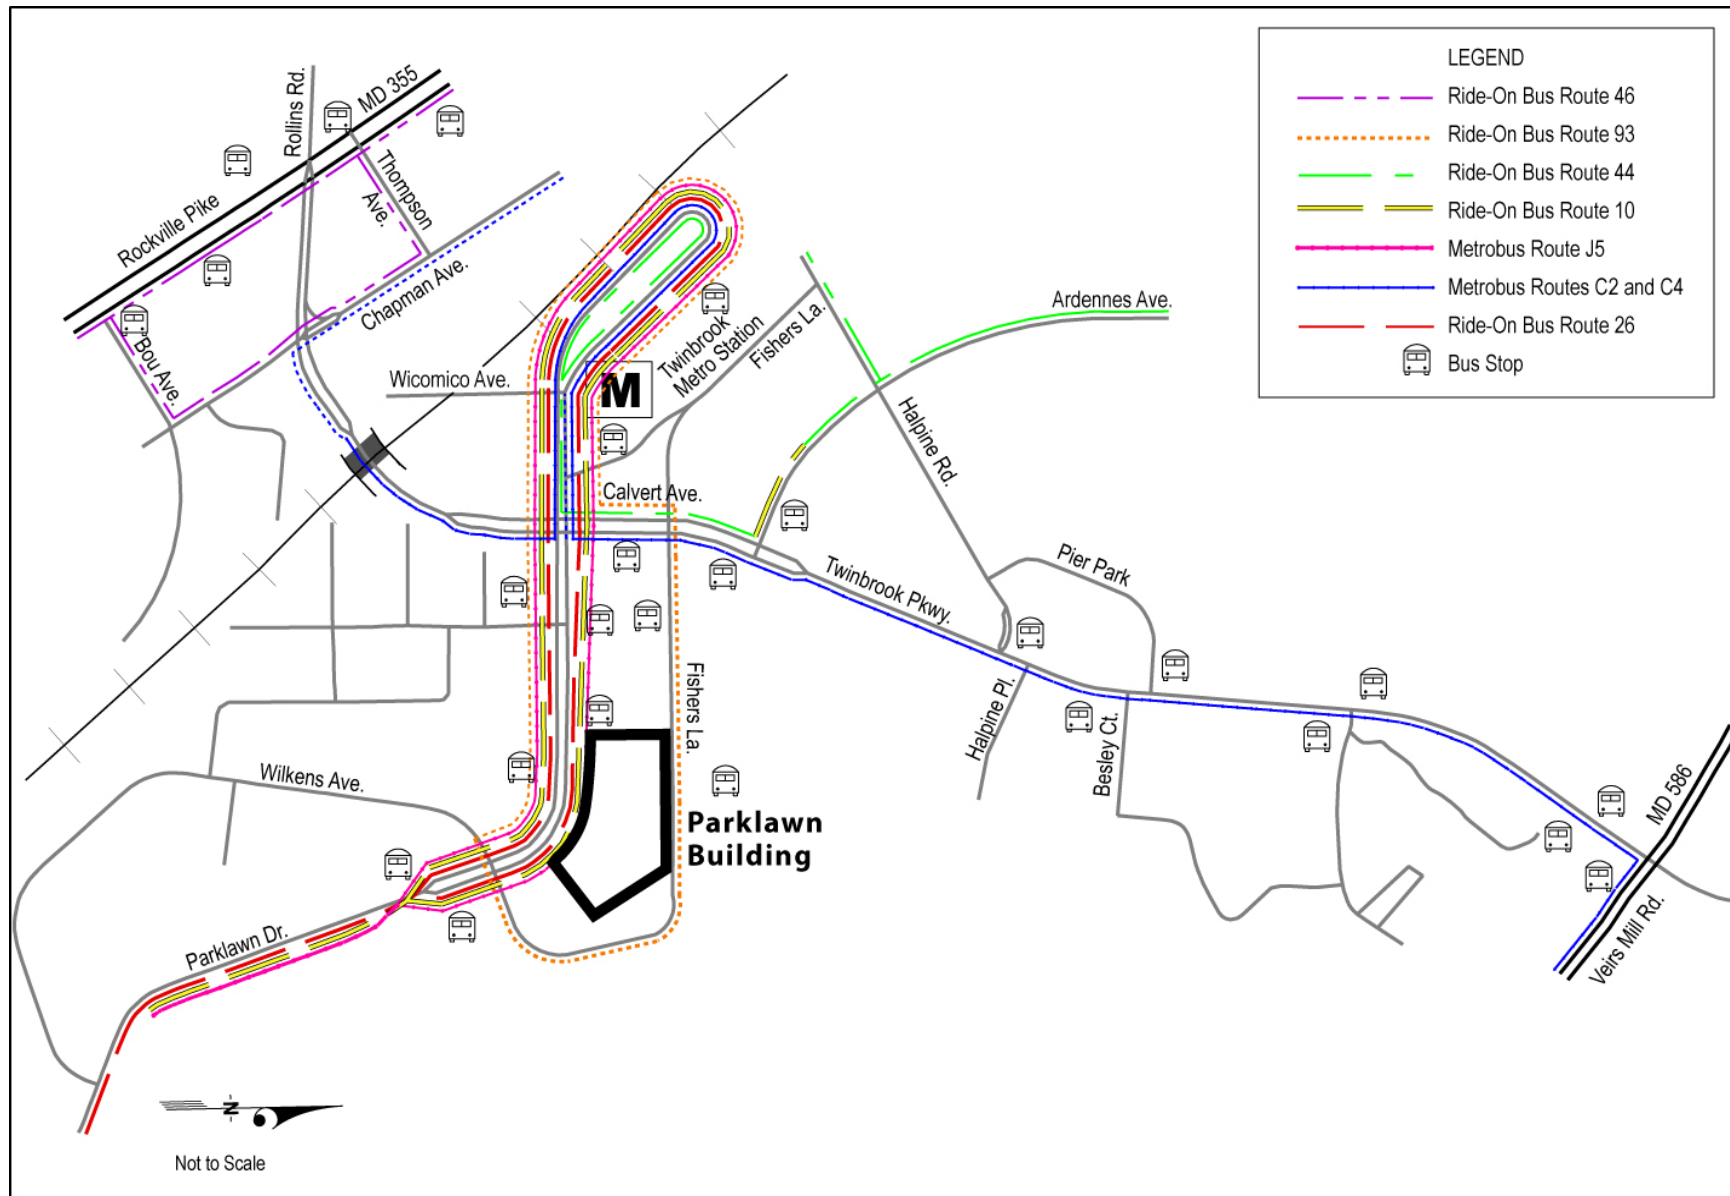 LEGEND
Ride-On Bus Route 46
Ride-On Bus Route 93
Ride-On Bus Route 44
Ride-On Bus Route 10
Metrobus Route J5
Metrobus Routes C2 and C4
Ride-On Bus Route 26
Bus Stop
Rollins Rd.
MD 355
Thompson
Ave.
Rockville Pike
Chapman Ave.
Bou Ave.
Wicomico Ave.
M
Twinbrook
Metro Station
Fishers La.
Ardennes Ave.
Halpine Rd.
Calvert Ave.
Twinbrook Pkwy.
Pier Park
Fishers La.
Halpine Pl.
Besley Ct.
MD 586
Veirs Mill Rd.
Wilkens Ave.
Parklawn
Building
Parklawn Dr.
N
Not to Scale